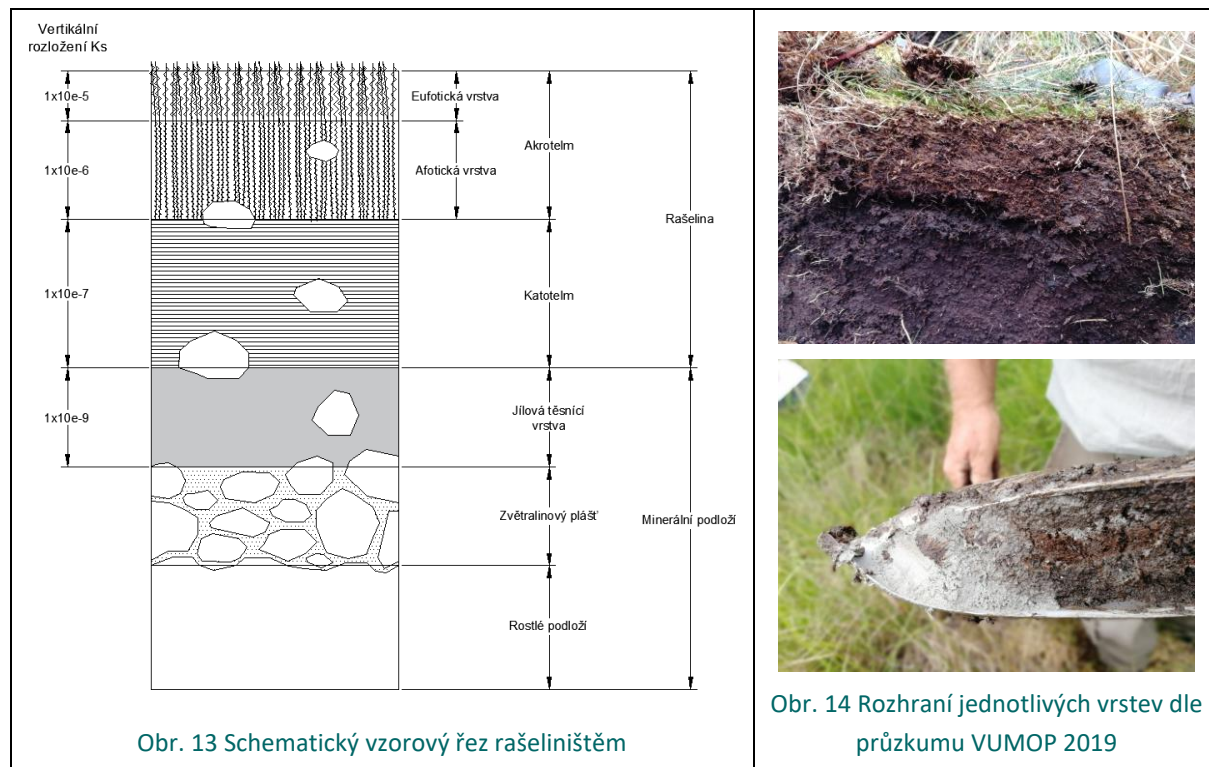 Vertikální
rozložení Ks
1x10e-5
Eufotická vrstva
Akrotelm
1x10e-6
Afotická vrstva
Rašelina
1x10e-7
Katotelm
1x10e-9
Jílová těsnící
vrstva
Zvětralinový plášť
Minerální podloží
Rostlé podloží
Obr. 13 Schematický vzorový řez rašeliništěm
Obr. 14 Rozhraní jednotlivých vrstev dle
průzkumu VUMOP 2019